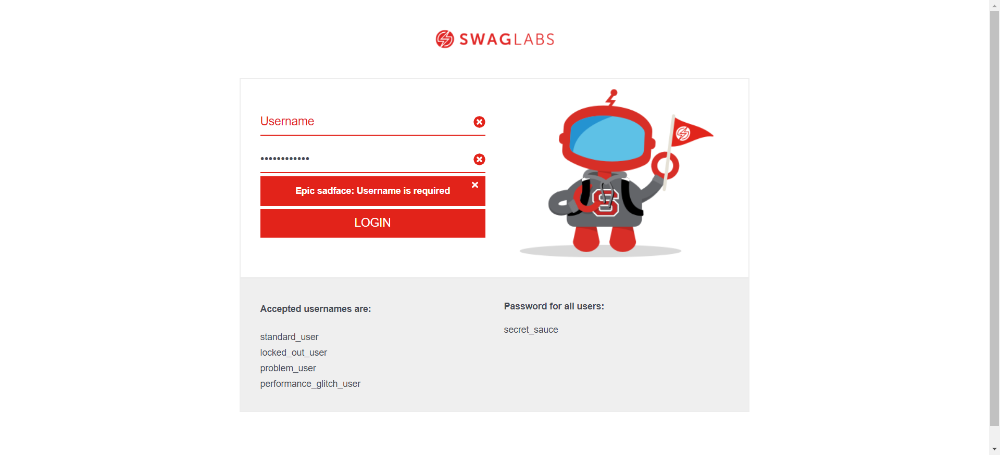 SWAGLABS
Username
••••••••••••
Epic sadface: Username is required
LOGIN
S
Accepted usernames are:
standard_user
locked_out_user
problem_user
performance_glitch_user
Password for all users:
secret_sauce